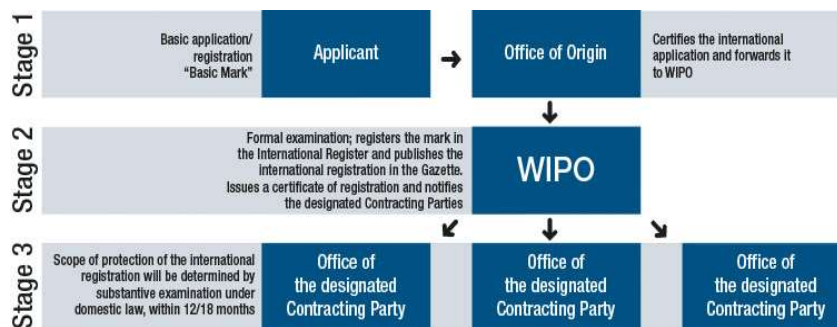 Stage 1
Basic application/
registration
“Basic Mark”
Applicant
Office of Origin
Certifies the international
application and forwards it
to WIPO
Stage 2
Formal examination; registers the mark in
the International Register and publishes the
international registration in the Gazette.
Issues a certificate of registration and notifies
the designated Contracting Parties
WIPO
Stage 3
Scope of protection of the international
registration will be determined by
substantive examination under
domestic law, within 12/18 months
Office of
the designated
Contracting Party
Office of
the designated
Contracting Party
Office of
the designated
Contracting Party